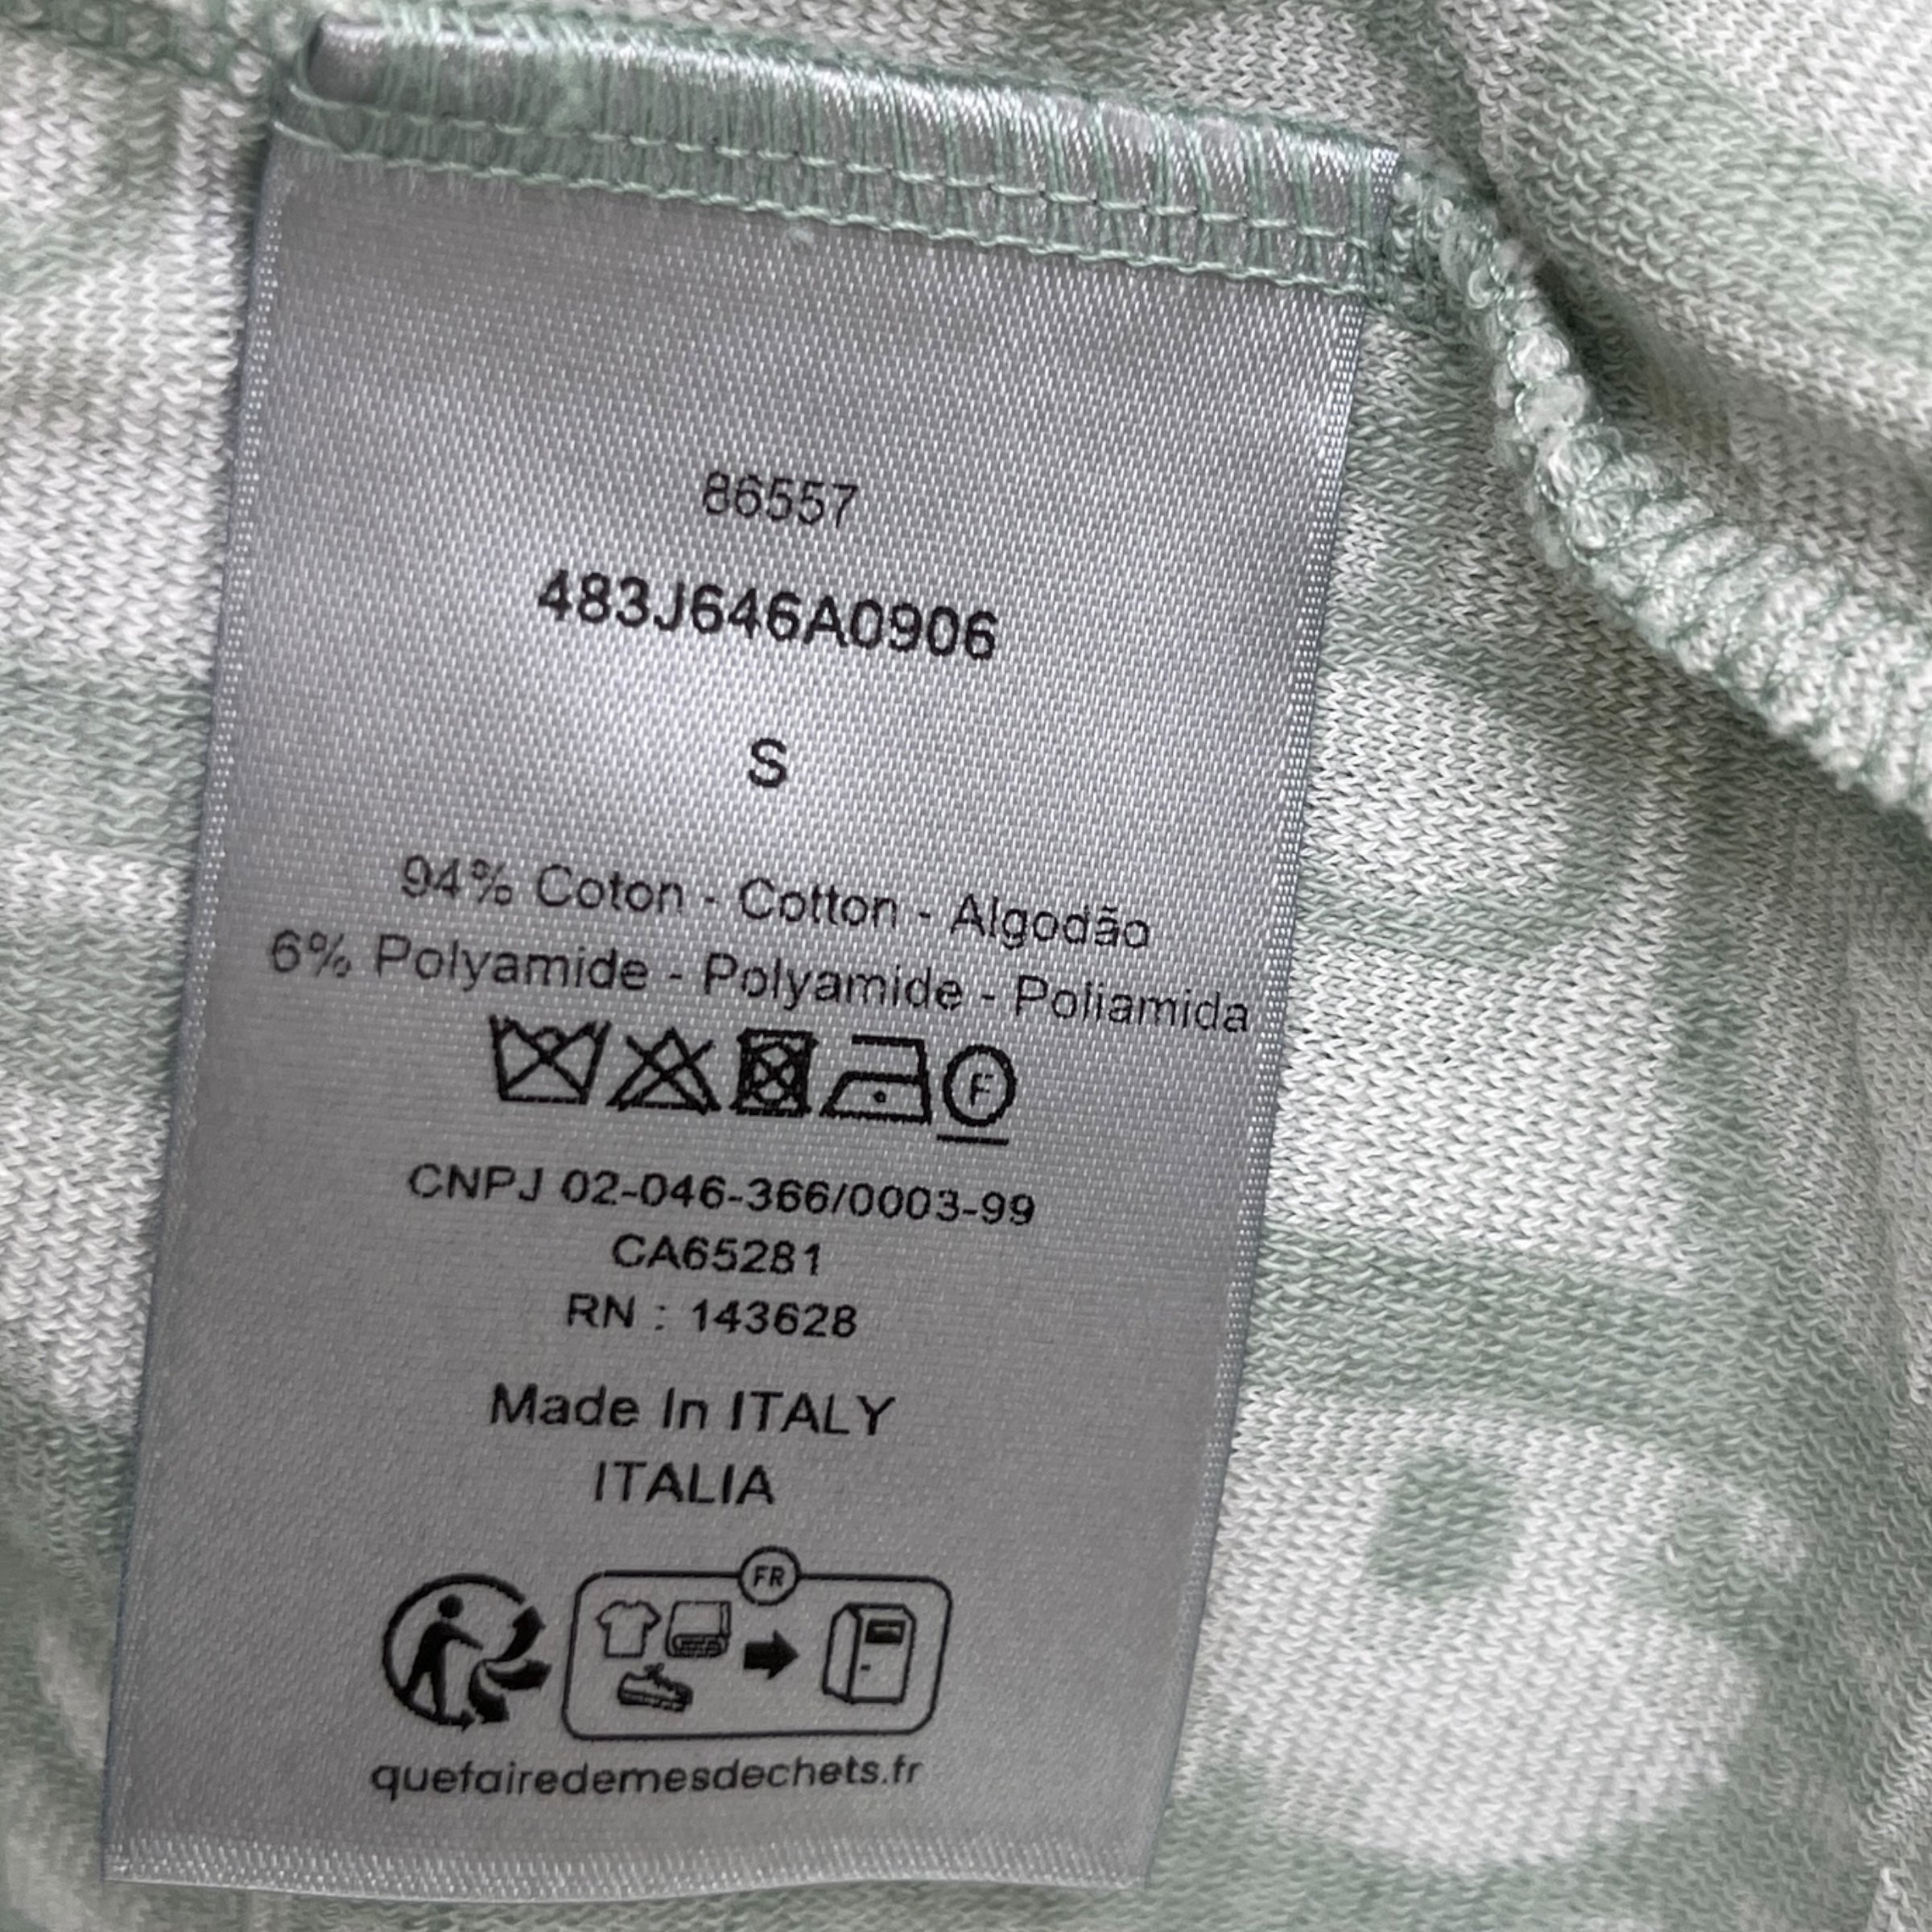 86557
483J646A0906
S
94% Coton - Cotton - Algodão
6% Polyamide - Polyamide - Poliamida
F
CNPJ 02-046-366/0003-99
CA65281
RN : 143628
Made In ITALY
ITALIA
FR
quefairedemesdechets.fr